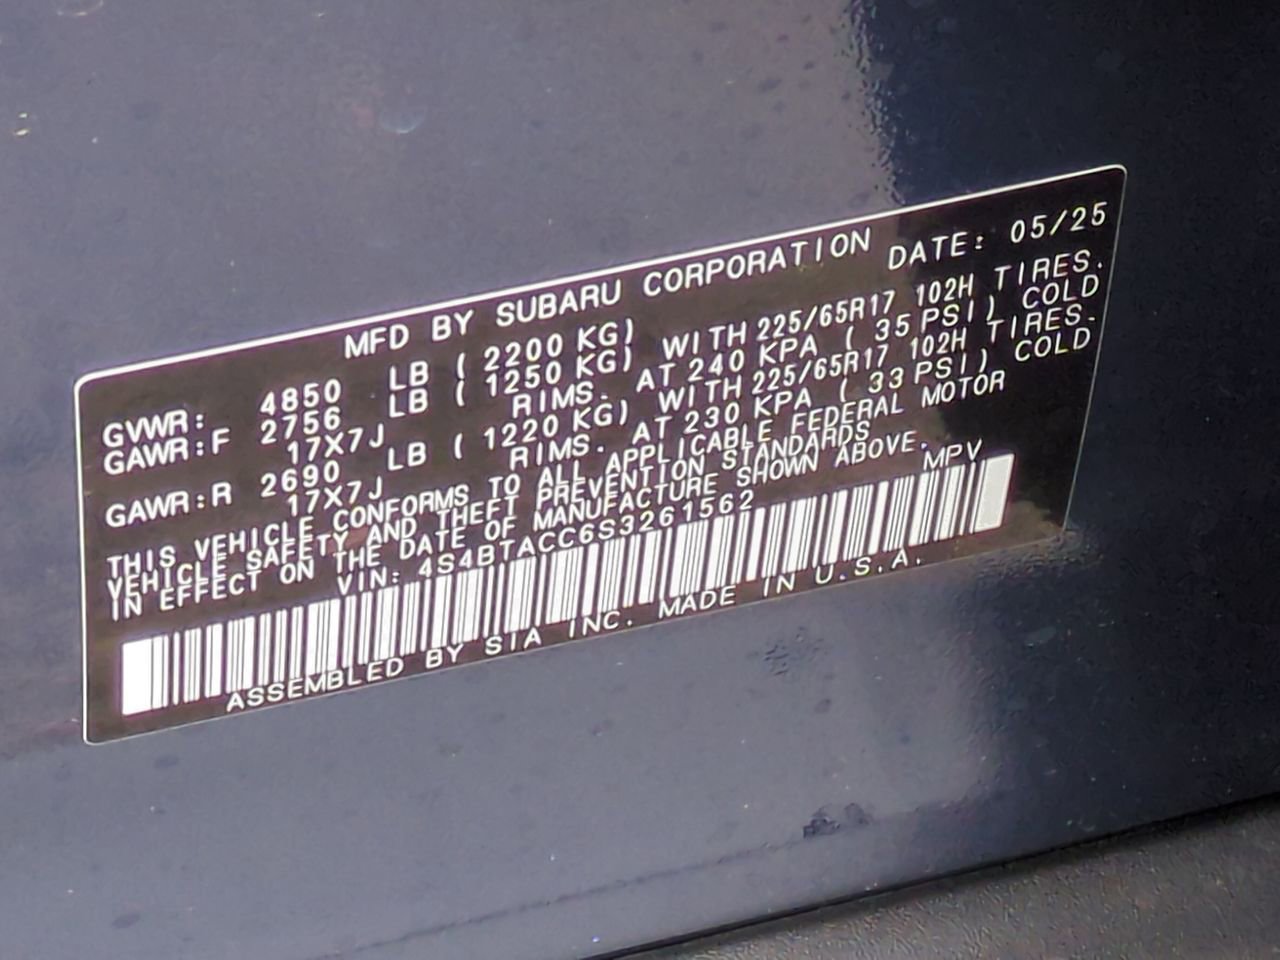 MFD BY SUBARU CORPORATION DATE: 05/25
GVWR: 4850 LB ( 2200 KG)
GAWR:F 2756 LB ( 1250 KG) WITH 225/65R17 102H TIRES.
17X7J RIMS. AT 240 KPA ( 35 PSI) COLD
GAWR:R 2690 LB ( 1220 KG) WITH 225/65R17 102H TIRES.
17X7J RIMS. AT 230 KPA ( 33 PSI) COLD
THIS VEHICLE CONFORMS TO ALL APPLICABLE FEDERAL MOTOR
VEHICLE SAFETY AND THEFT PREVENTION STANDARDS
IN EFFECT ON THE DATE OF MANUFACTURE SHOWN ABOVE.
VIN: 4S4BTACC6S3261562 MPV
ASSEMBLED BY SIA INC. MADE IN U.S.A.